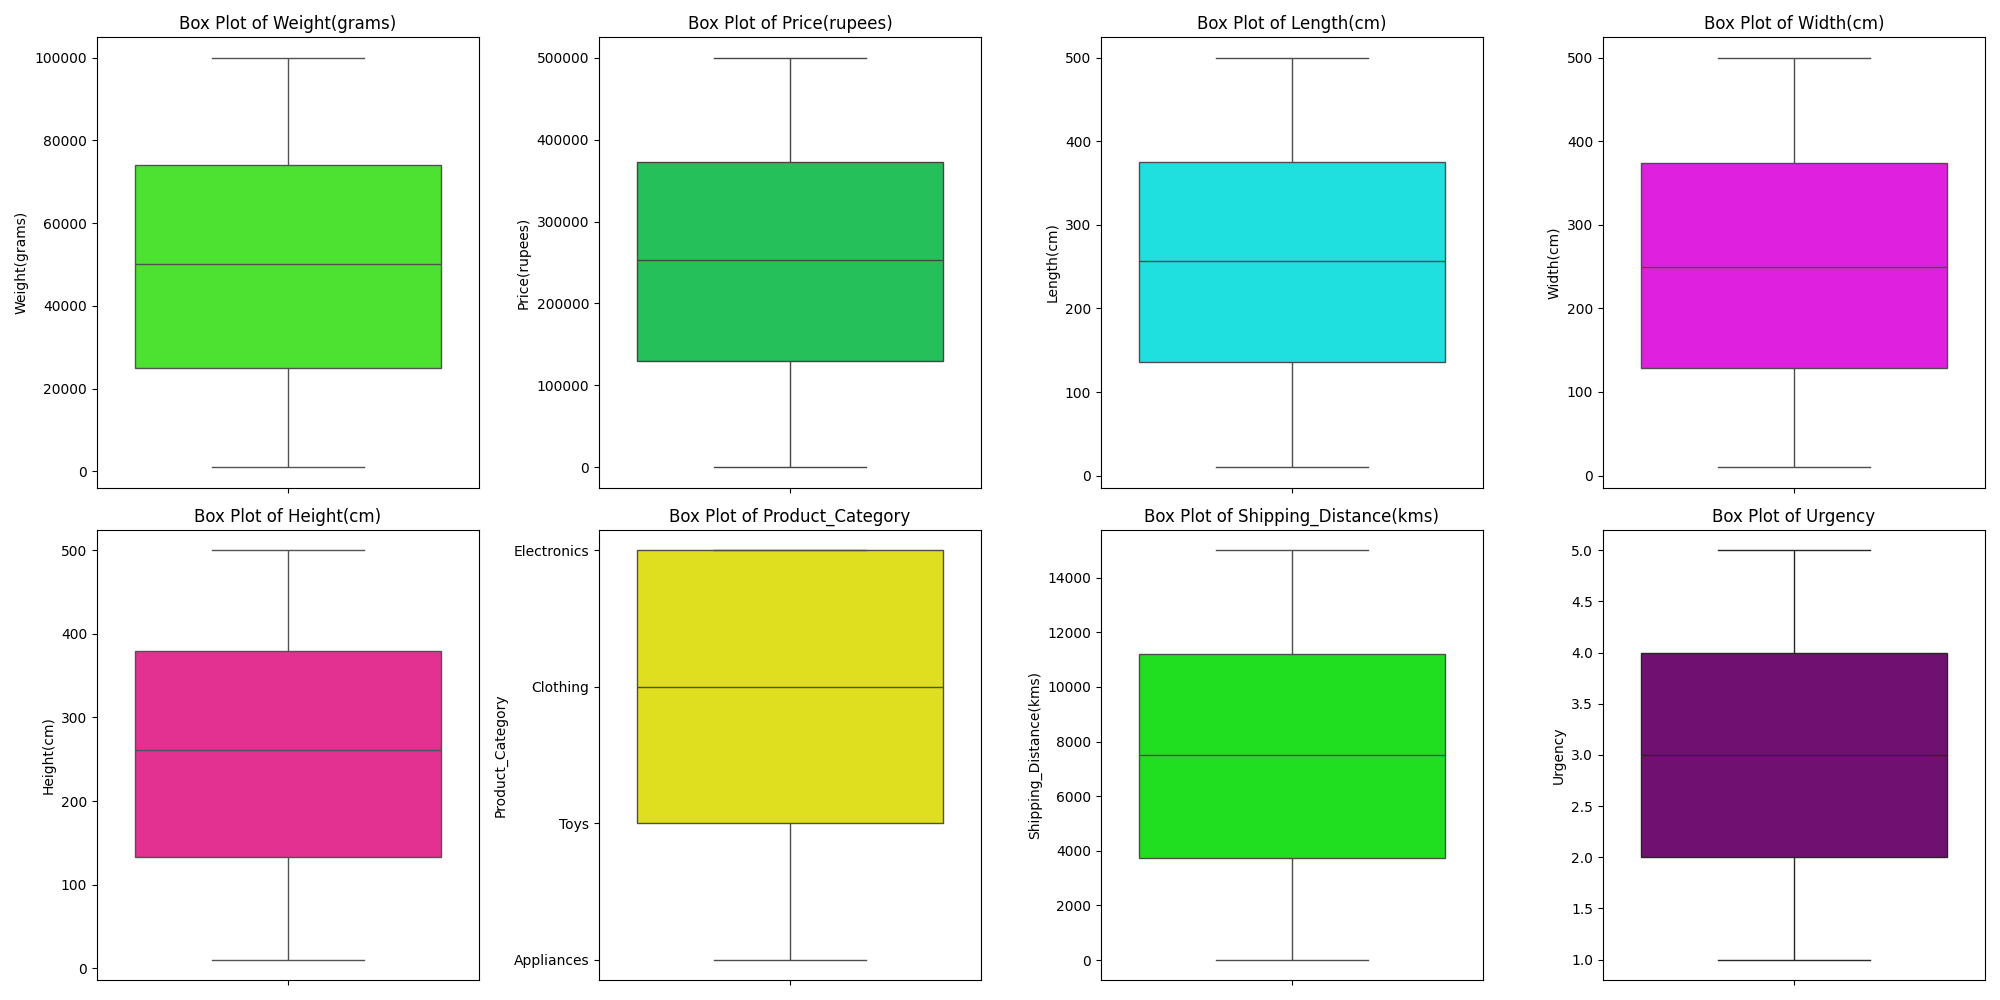 Box Plot of Weight(grams)
Weight(grams)
100000
80000
60000
40000
20000
0
Box Plot of Price(rupees)
Price(rupees)
500000
400000
300000
200000
100000
0
Box Plot of Length(cm)
Length(cm)
500
400
300
200
100
0
Box Plot of Width(cm)
Width(cm)
500
400
300
200
100
0
Box Plot of Height(cm)
Height(cm)
500
400
300
200
100
0
Box Plot of Product_Category
Product_Category
Electronics
Clothing
Toys
Appliances
Box Plot of Shipping_Distance(kms)
Shipping_Distance(kms)
14000
12000
10000
8000
6000
4000
2000
0
Box Plot of Urgency
Urgency
5.0
4.5
4.0
3.5
3.0
2.5
2.0
1.5
1.0